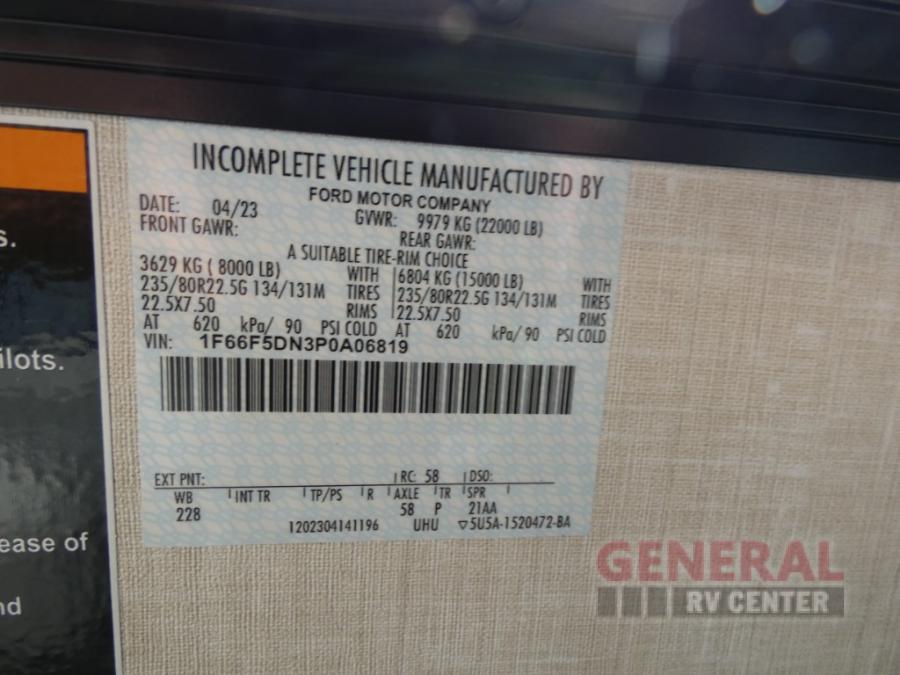 s.
ilots.
ease of
nd
INCOMPLETE VEHICLE MANUFACTURED BY
FORD MOTOR COMPANY
DATE: 04/23 GVWR: 9979 KG (22000 LB)
FRONT GAWR: REAR GAWR:
A SUITABLE TIRE-RIM CHOICE
3629 KG ( 8000 LB) WITH 6804 KG (15000 LB) WITH
235/80R22.5G 134/131M TIRES 235/80R22.5G 134/131M TIRES
22.5X7.50 RIMS 22.5X7.50 RIMS
AT 620 kPa/ 90 PSI COLD AT 620 kPa/ 90 PSI COLD
VIN: 1F66F5DN3P0A06819
EXT PNT: RC: 58 DSO:
WB INT TR TP/PS R AXLE TR SPR
228 58 P 21AA
1202304141196 UHU ▽5U5A-1520472-BA
GENERAL
RV CENTER